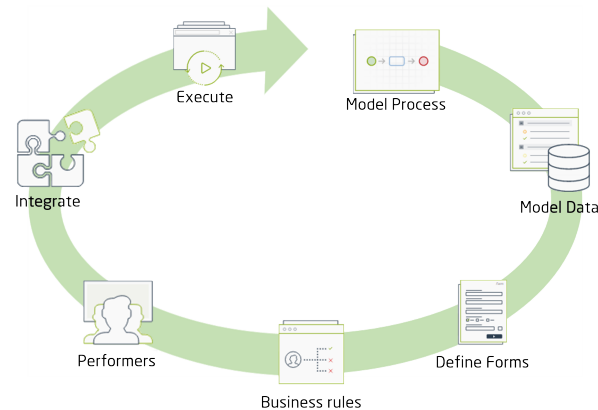 Model Process
Model Data
Define Forms
Business rules
Performers
Integrate
Execute